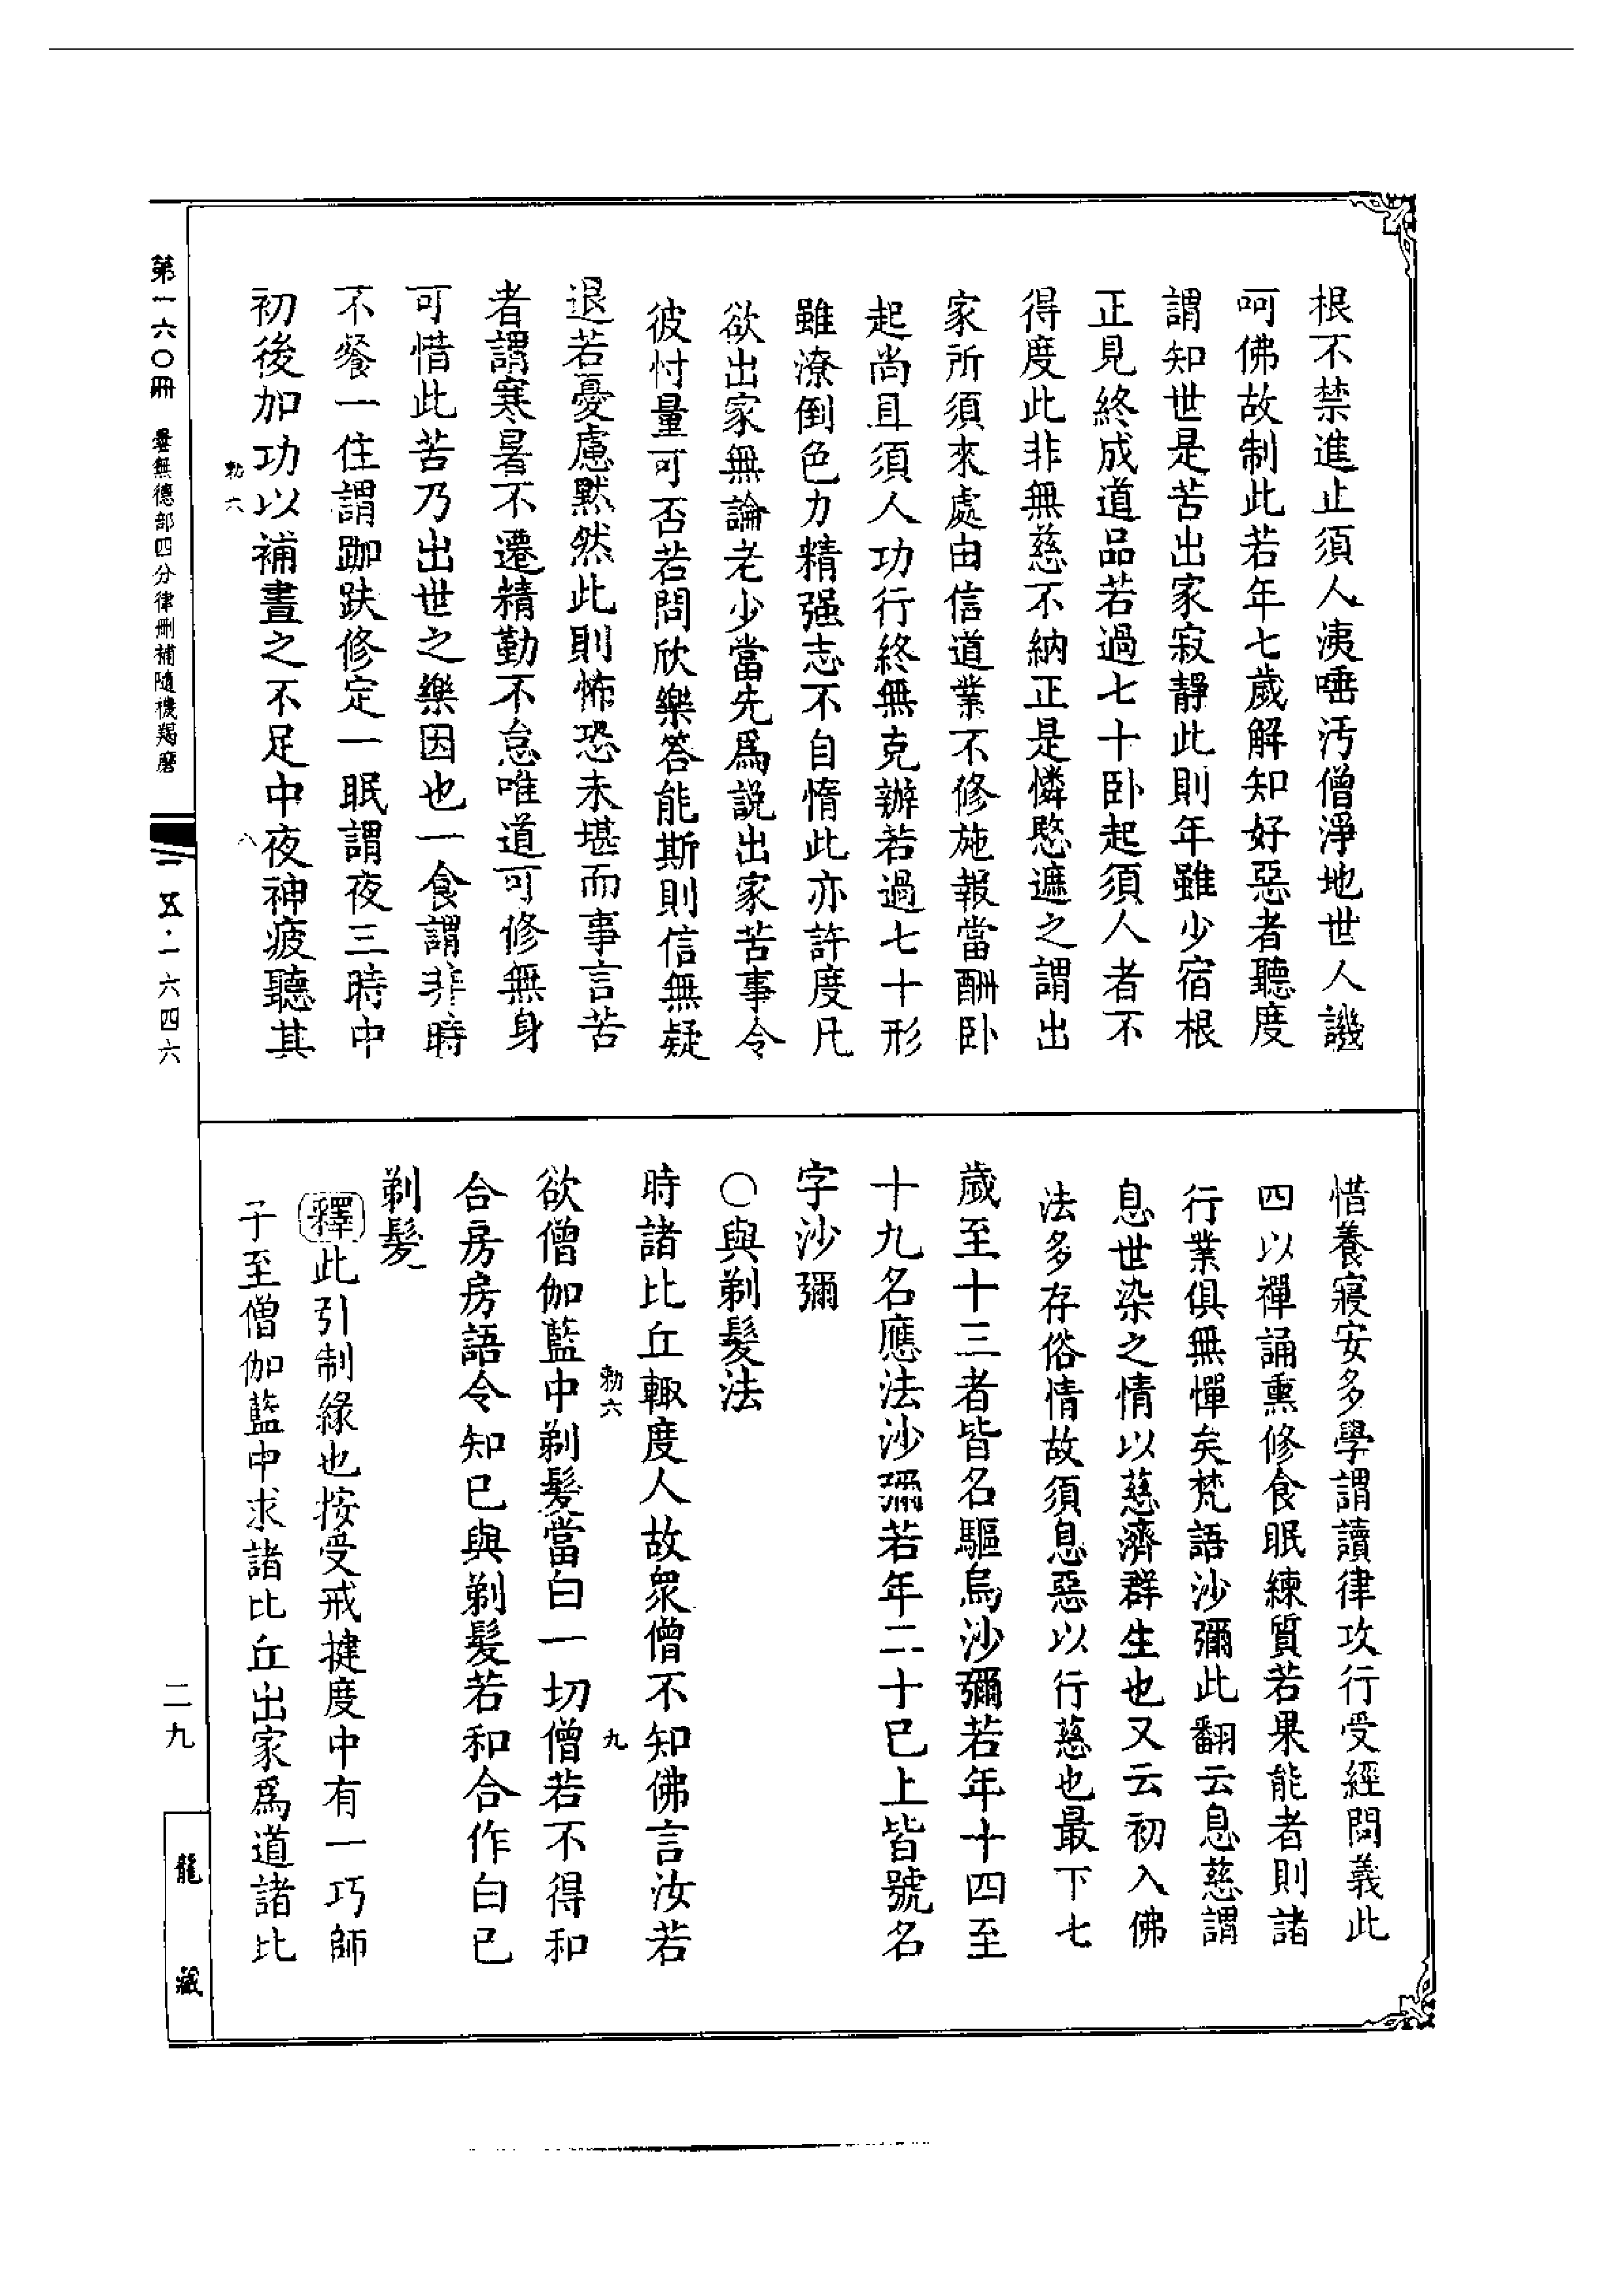 根不禁進止須人洟唾汚僧淨地世人譏
呵佛故制此若年七歲解知好惡者聽度
謂知世是苦出家寂靜此則年雖少宿根
正見終成道品若過七十卧起須人者不
得度此非無慈不納正是憐愍遮之謂出
家所須來處由信道業不修施報當酬卧
起尚且須人功行終無克辦若過七十形
雖潦倒色力精强志不自惰此亦許度凡
欲出家無論老少當先爲說出家苦事令
彼忖量可否若問欣樂答能斯則信無疑
退若憂慮默然此則怖恐未堪而事言苦
者謂寒暑不遷精勤不怠唯道可修無身
可惜此苦乃出世之樂因也一食謂非時
不餐一住謂跏趺修定一眠謂夜三時中
初後加功以補晝之不足中夜神疲聽其
勒六
八
惜養寢安多學謂讀律攻行受經問義此
四以禪誦熏修食眠練質若果能者則諸
行業俱無憚矣梵語沙彌此翻云息慈謂
息世染之情以慈濟群生也又云初入佛
法多存俗情故須息惡以行慈也最下七
歲至十三者皆名驅烏沙彌若年十四至
十九名應法沙彌若年二十已上皆號名
字沙彌
○與剃髮法
時諸比丘輙度人故衆僧不知佛言汝若
勒六
九
欲僧伽藍中剃髮當白一切僧若不得和
合房房語令知已與剃髮若和合作白已
剃髮
釋此引制緣也按受戒揵度中有一巧師
子至僧伽藍中求諸比丘出家爲道諸比
第一六〇冊
曇無德部四分律刪補隨機羯磨
二五·一六四六
二九
龍藏